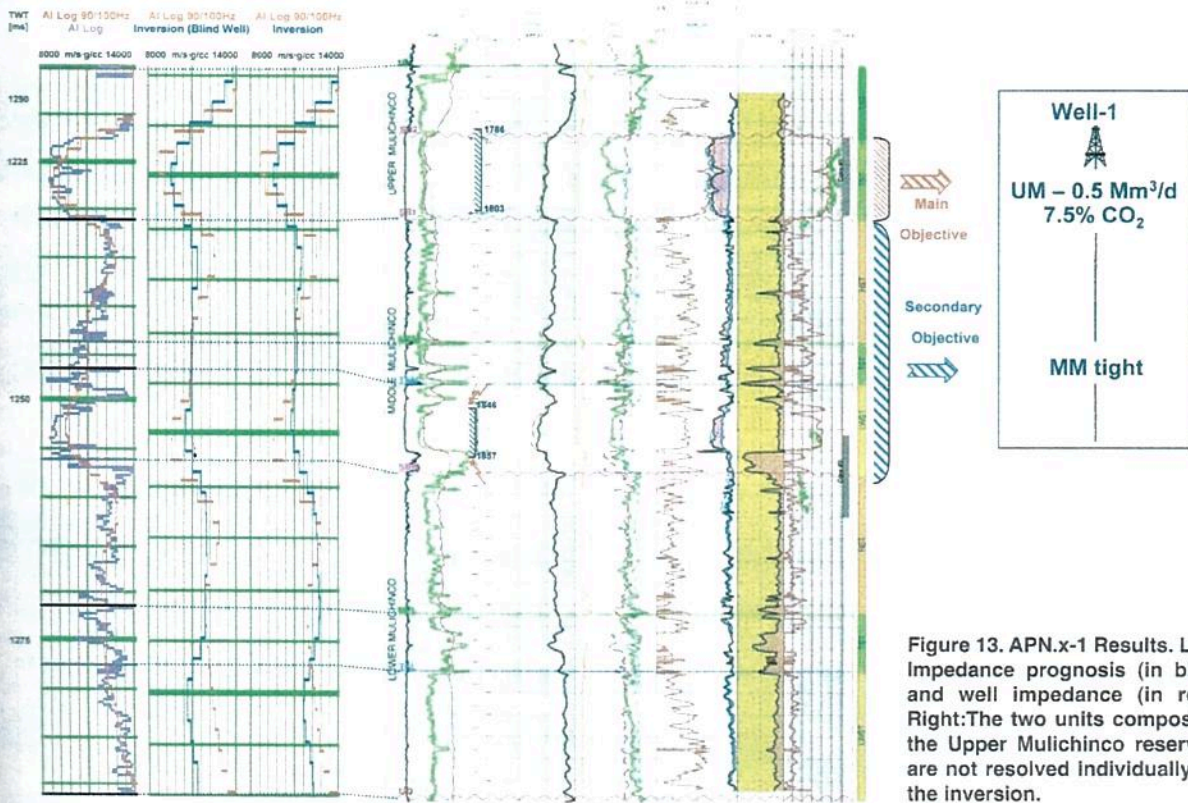 TWT
[ms]
AI Log 90/100Hz
AI Log
AI Log 90/100Hz
Inversion (Blind Well)
AI Log 90/100Hz
Inversion
8000 m/s·g/cc 14000
8000 m/s·g/cc 14000
8000 m/s·g/cc 14000
1290
1225
1250
1275
UPPER MULICHINCO
MIDDLE MULICHINCO
LOWER MULICHINCO
1786
1803
1846
1857
Main
Objective
Secondary
Objective
Well-1
UM – 0.5 Mm³/d
7.5% CO₂
MM tight
Figure 13. APN.x-1 Results. L
Impedance prognosis (in b
and well impedance (in re
Right:The two units compos
the Upper Mulichinco reserv
are not resolved individually
the inversion.